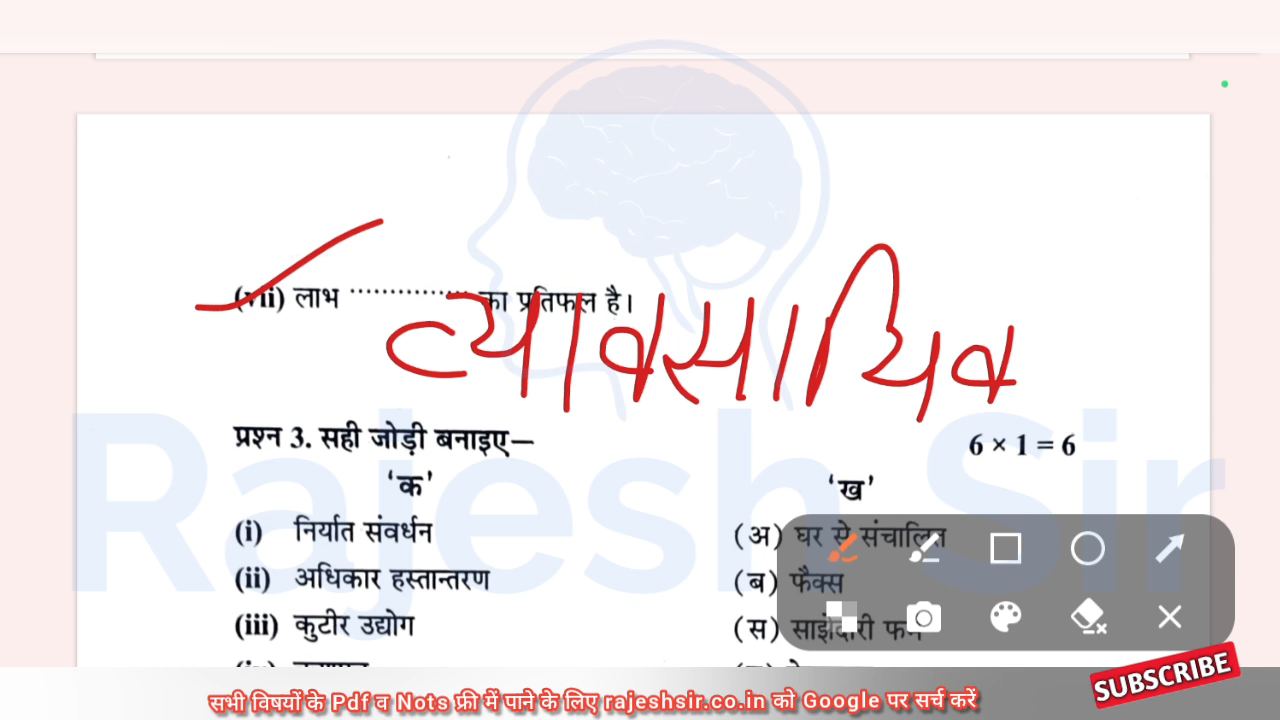 (vii) लाभ ............... का प्रतिफल है।
व्यावसायिक
प्रश्न 3. सही जोड़ी बनाइए—
6 × 1 = 6
'क'
'ख'
(i) निर्यात संवर्धन
(अ) घर से संचालित
(ii) अधिकार हस्तान्तरण
(ब) फैक्स
(iii) कुटीर उद्योग
(स) साझेदारी फर्म
Rajesh Sir
सभी विषयों के Pdf व Nots फ्री में पाने के लिए rajeshsir.co.in को Google पर सर्च करें
SUBSCRIBE